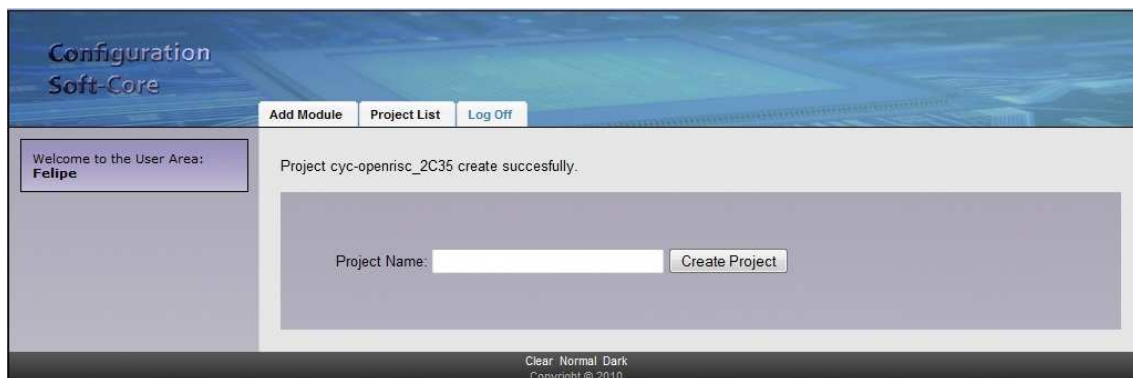 Configuration
Soft-Core
Add Module Project List Log Off
Welcome to the User Area:
Felipe
Project cyc-openrisc_2C35 create succesfully.
Project Name: Create Project
Clear Normal Dark
Copyright © 2010